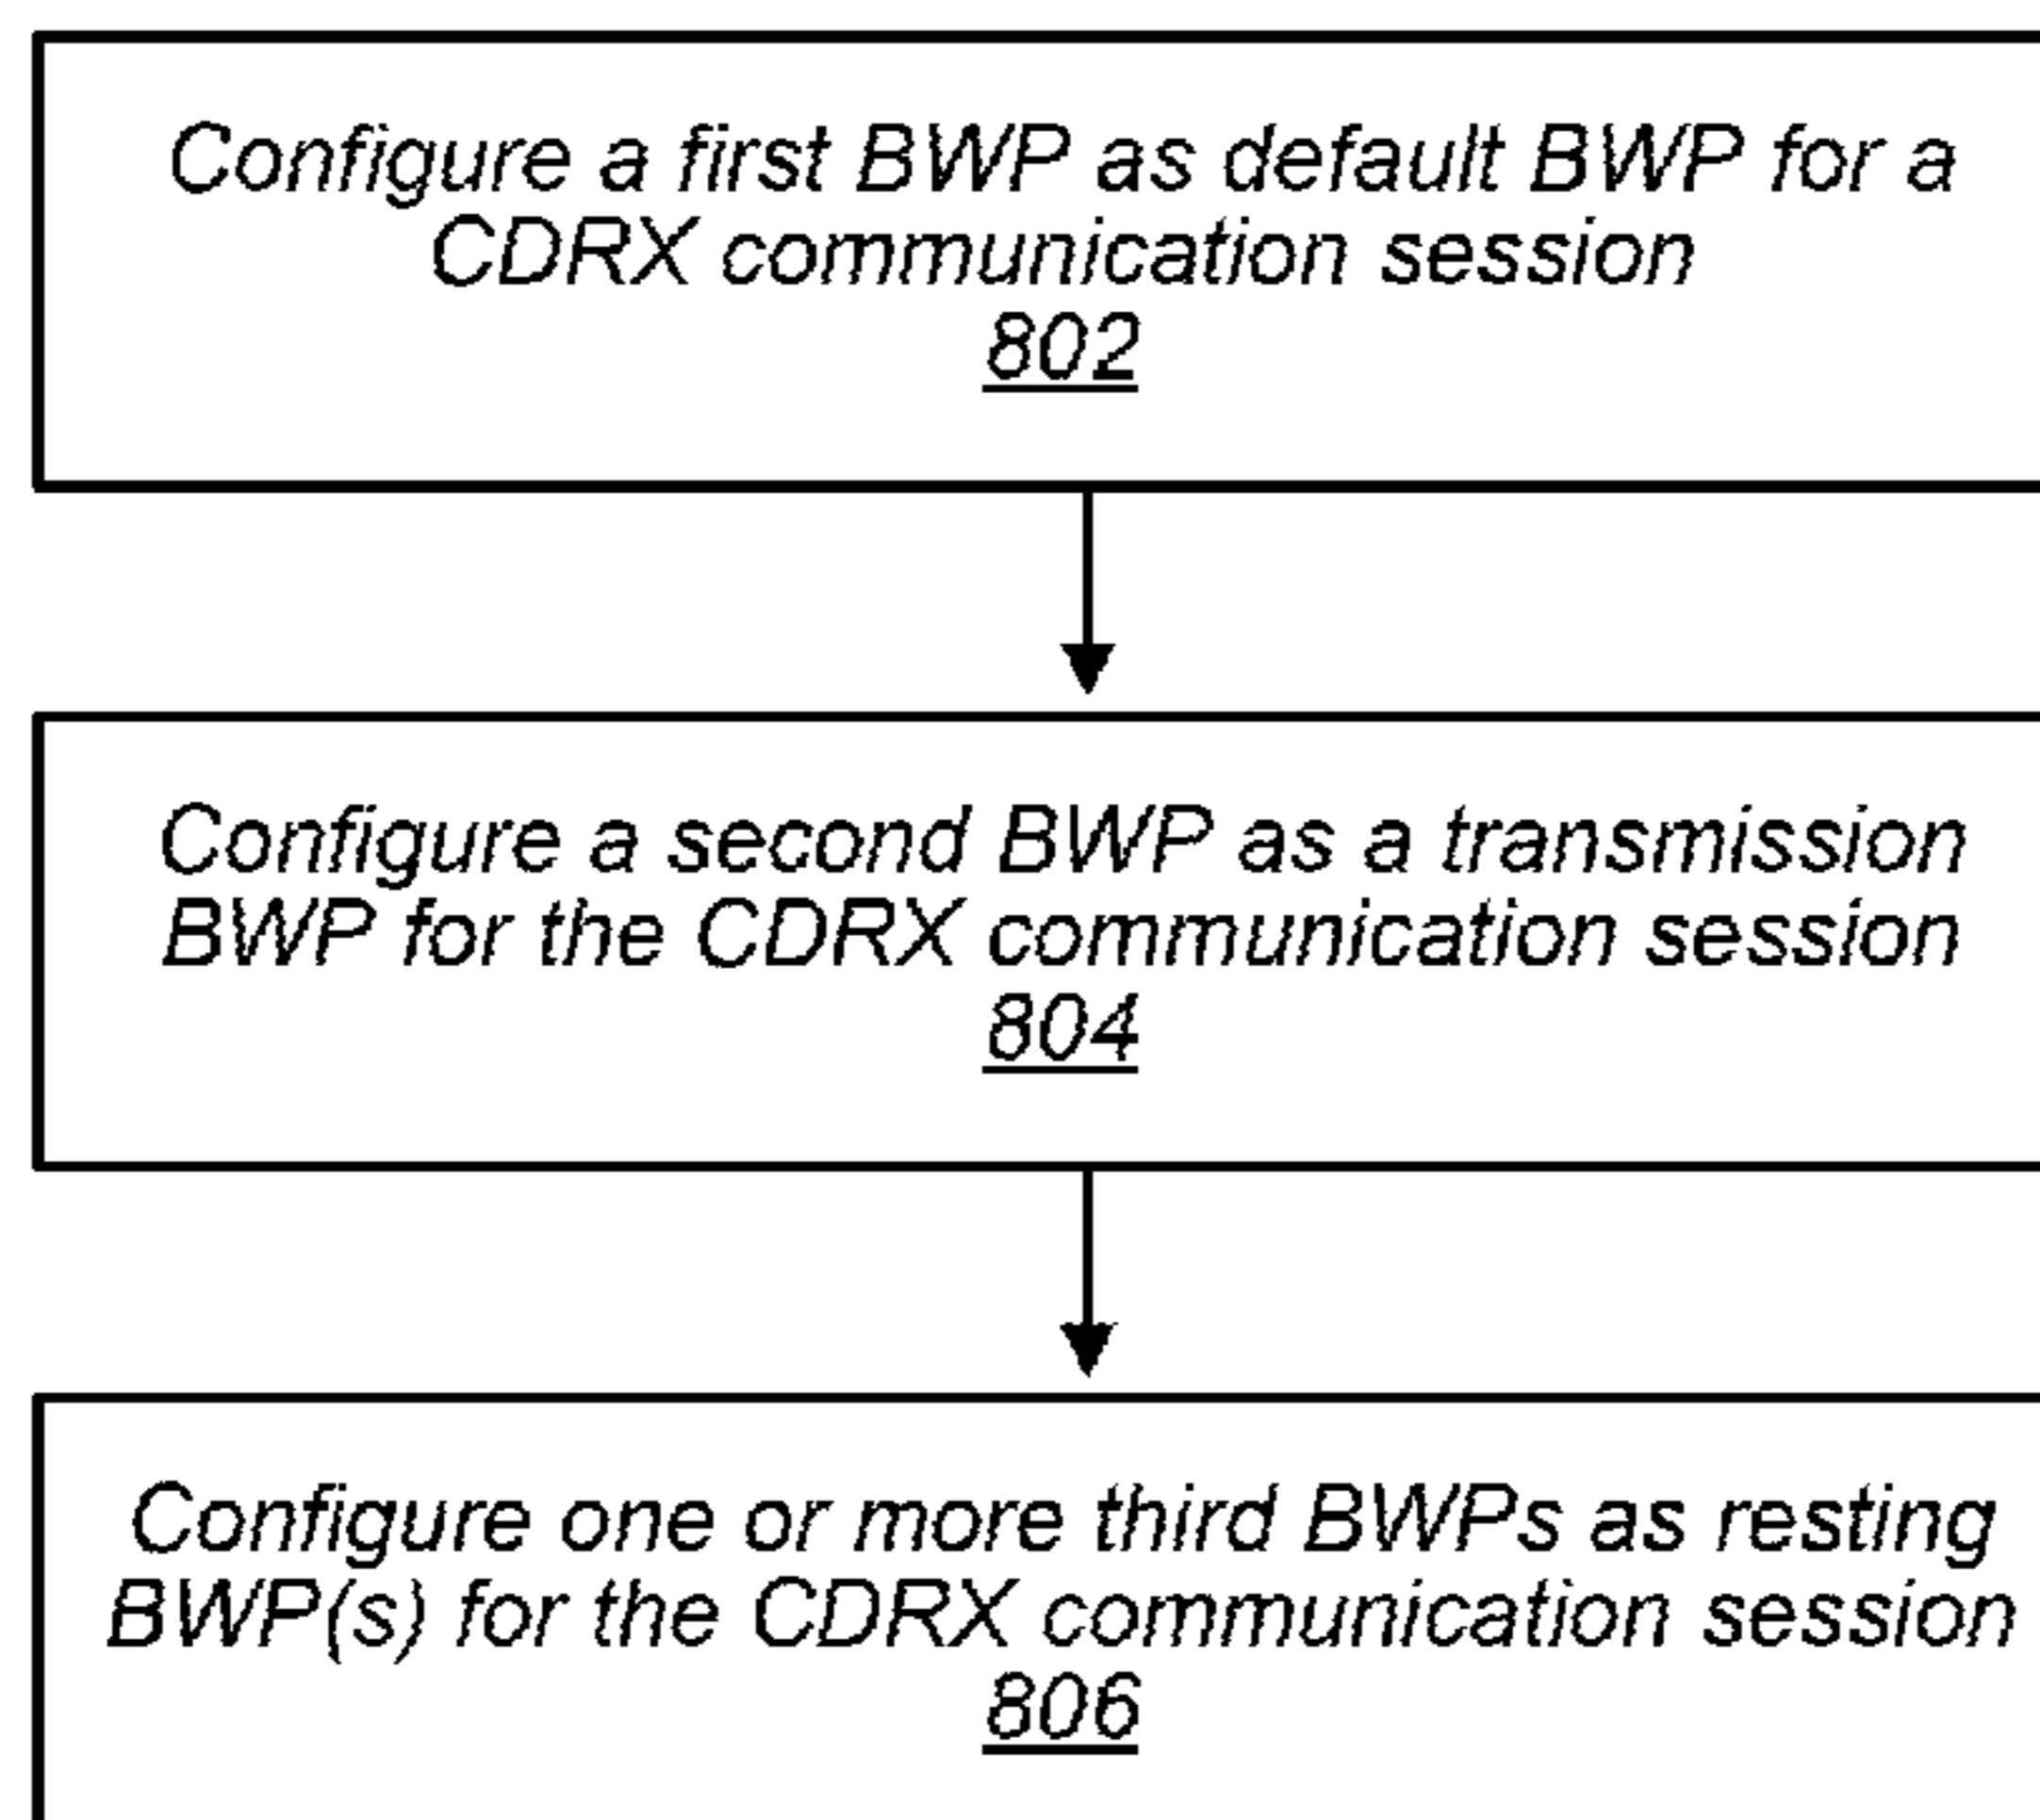 Configure a first BWP as default BWP for a
CDRX communication session
802
Configure a second BWP as a transmission
BWP for the CDRX communication session
804
Configure one or more third BWPs as resting
BWP(s) for the CDRX communication session
806